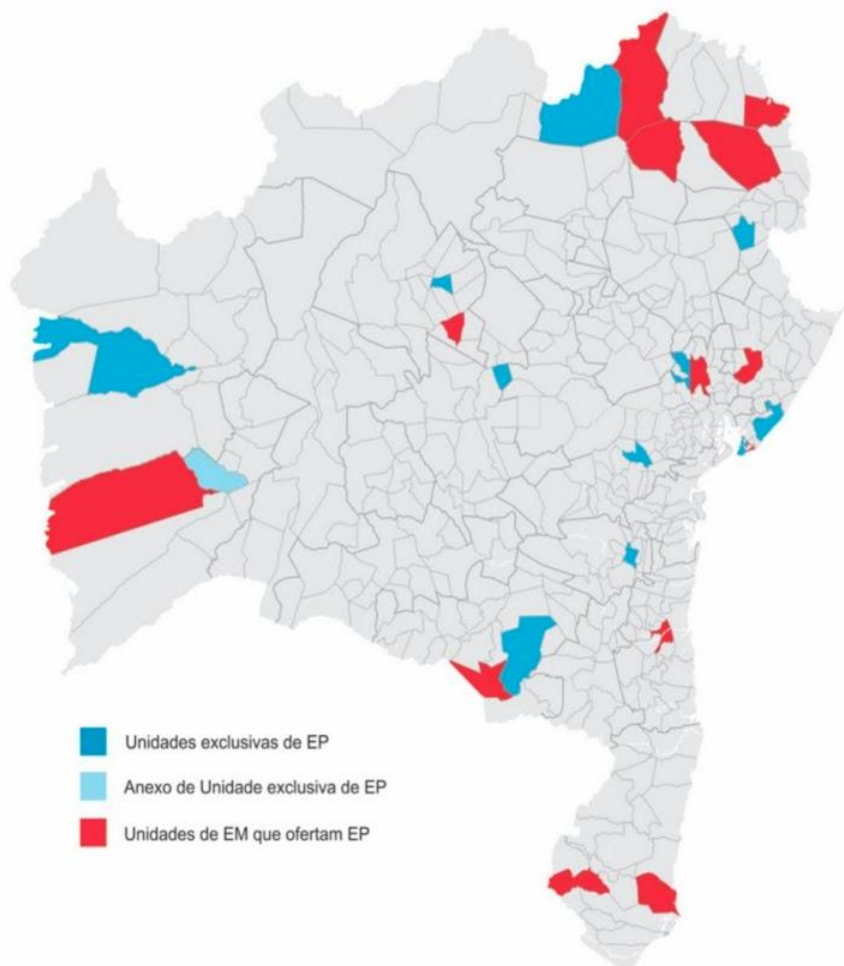 Unidades exclusivas de EP
Anexo de Unidade exclusiva de EP
Unidades de EM que ofertam EP